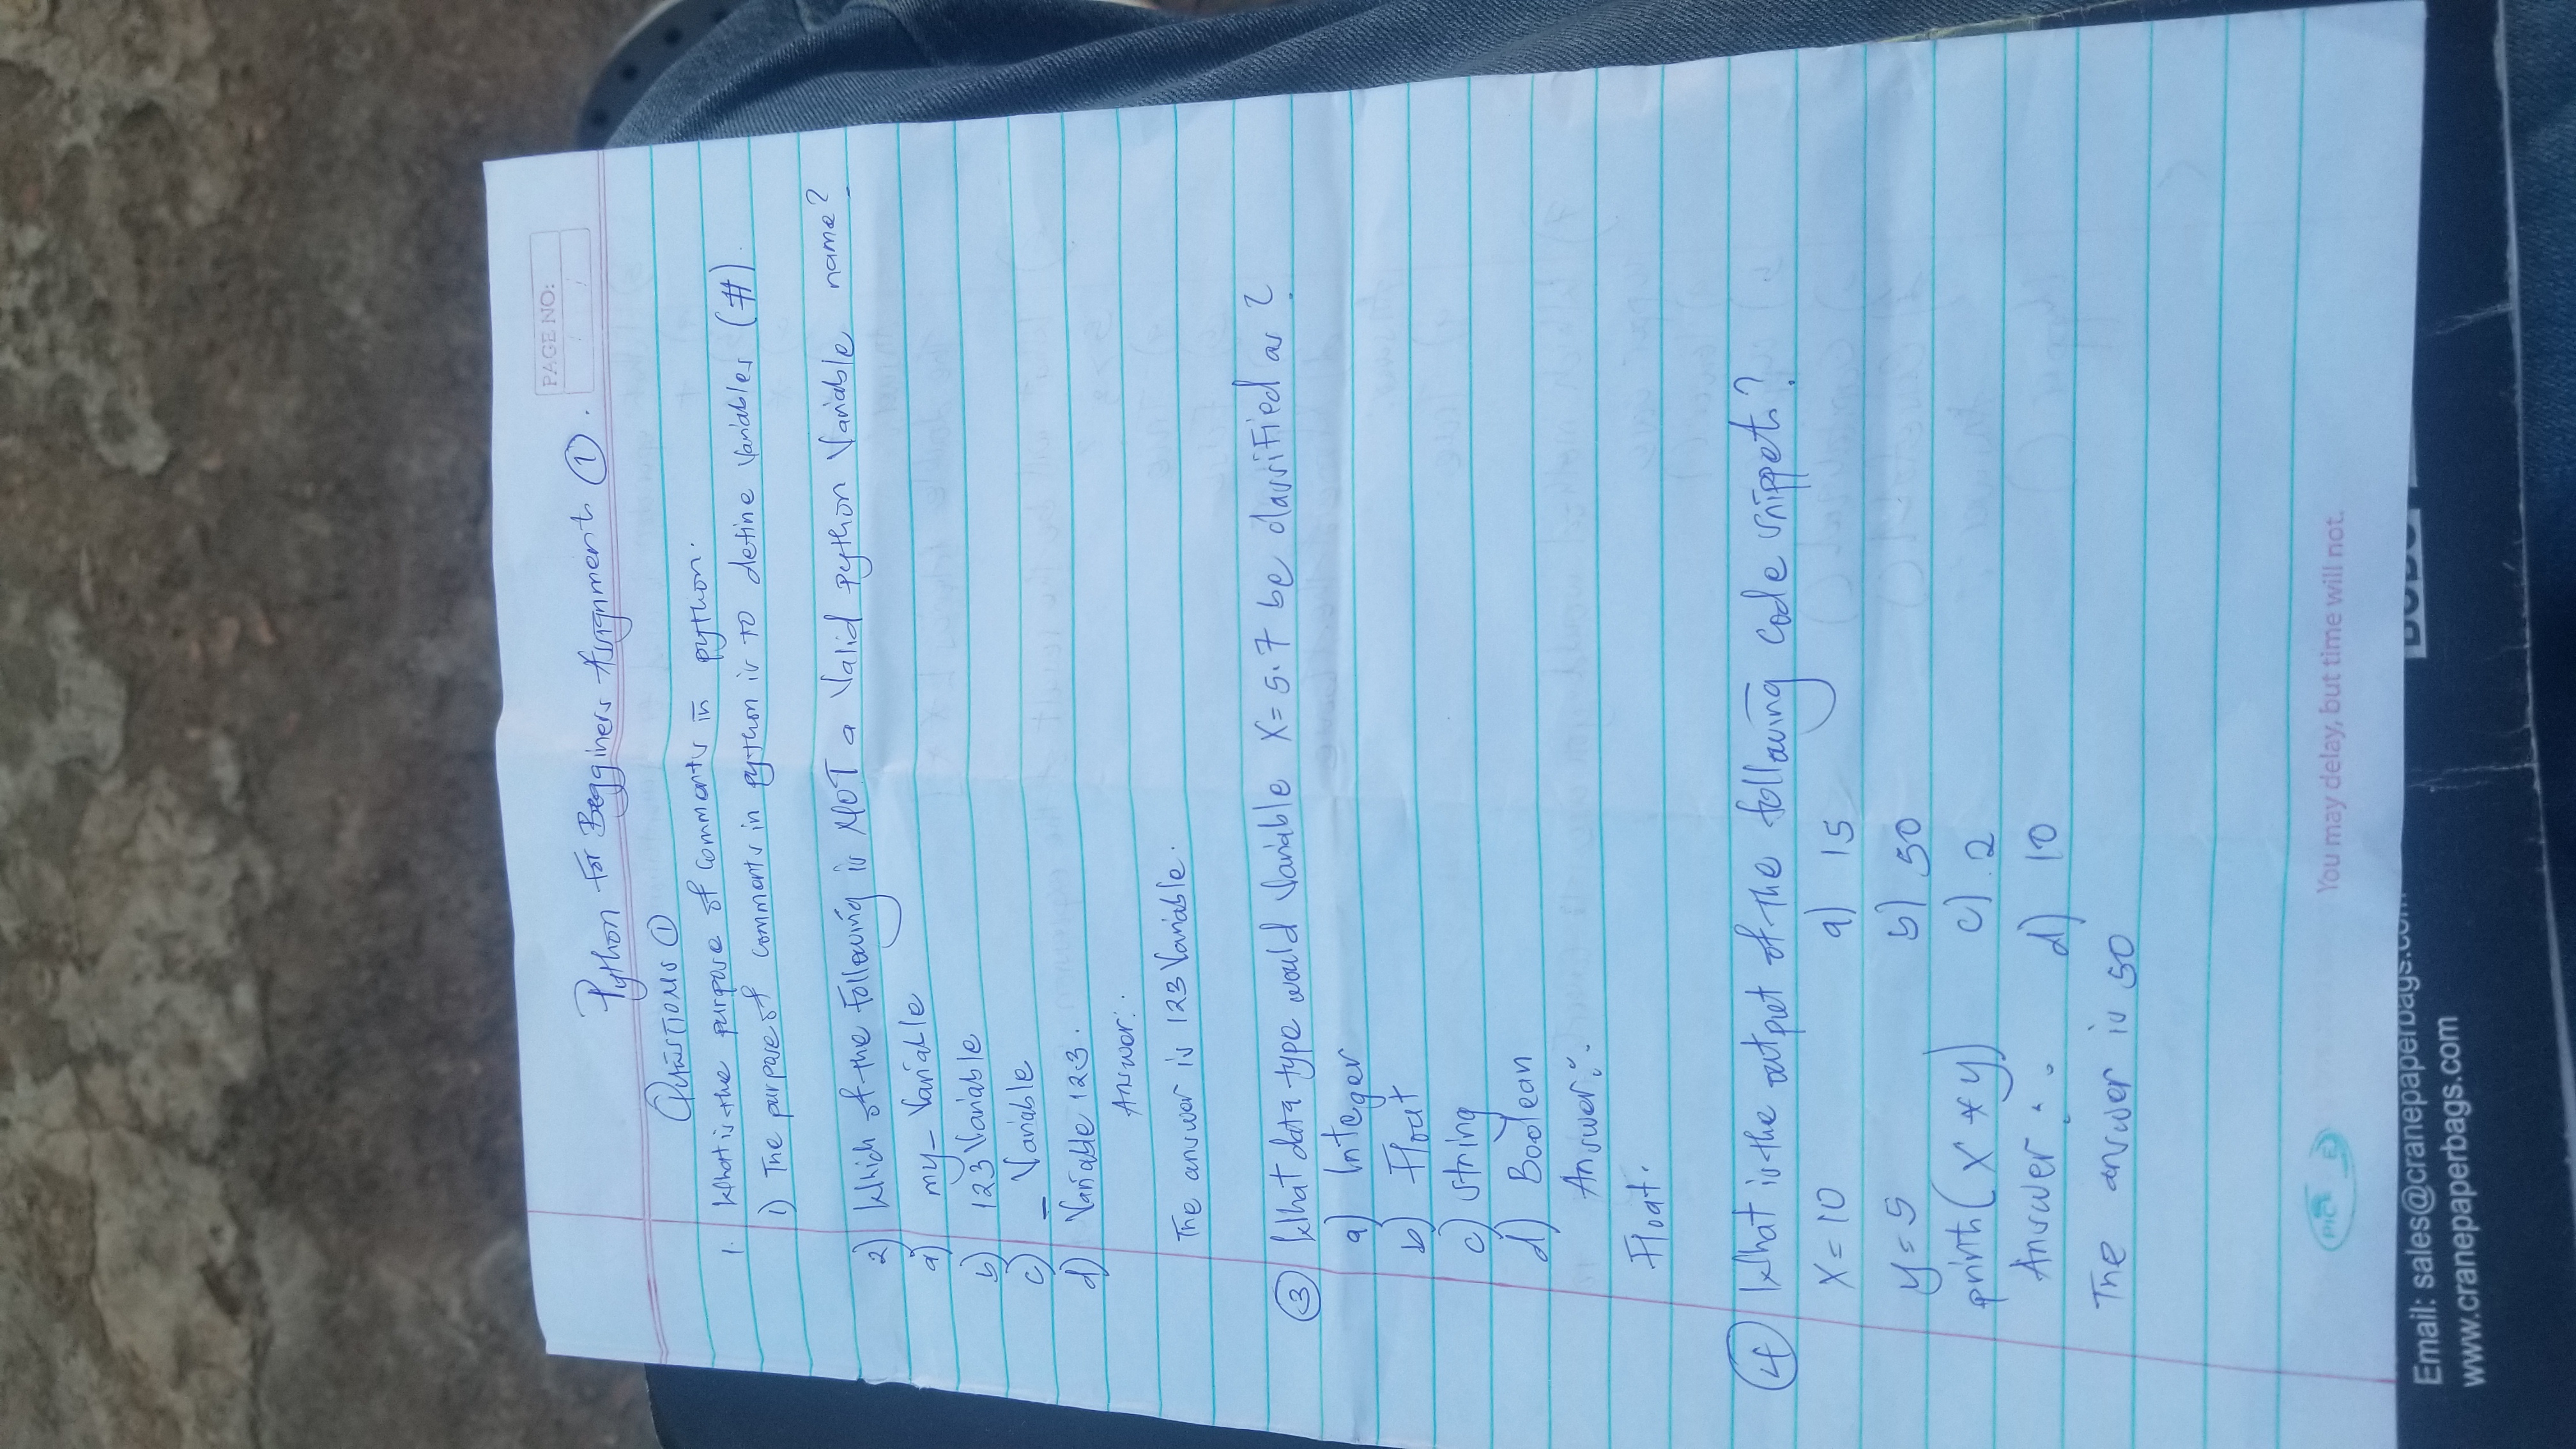 PAGE NO:
Python For Begginers Assignment ①.
QUESTIONS ①
1. What is the purpose of comments in python.
1) The purpose of comments in python is to define variables (#).
2) Which of the following is NOT a Valid python Variable name?
a) my_Variable
b) 123Variable
c) _Variable
d) Variable 123.
Answer:.
The answer is 123Variable.
③ What data type would Variable X=5.7 be classified as?
a) Integer
b) Float
c) string
d) Boolean
Answer:.
Float.
④ What is the output of the following code snippet?
X=10 a) 15
y=5 b) 50
print(X*y) c) 2
Answer: d) 10
The answer is 50
PIC E
You may delay, but time will not.
Email: sales@cranepaperbags.com
www.cranepaperbags.com